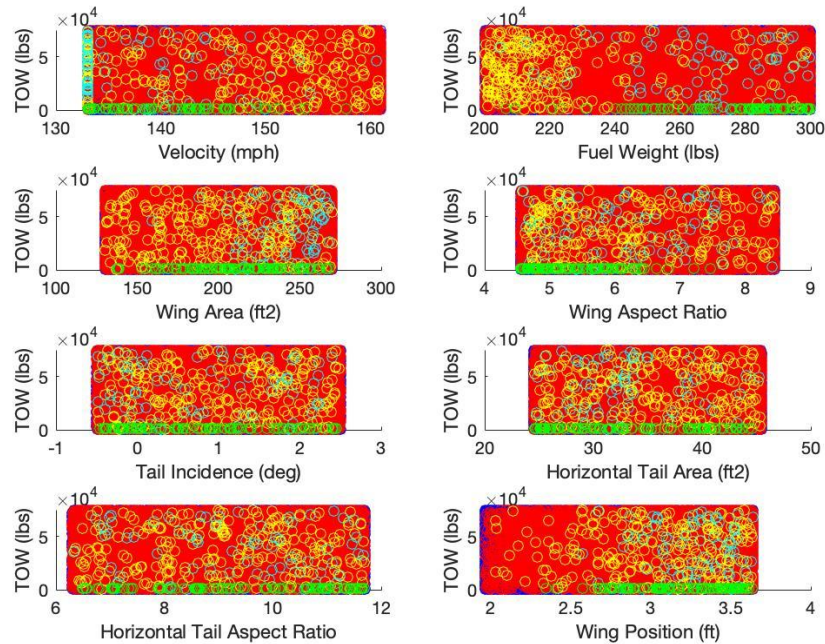 ×10⁴ ×10⁴
TOW (lbs) 5 0 TOW (lbs) 5 0
130 140 150 160 200 220 240 260 280 300
Velocity (mph) Fuel Weight (lbs)
×10⁴ ×10⁴
TOW (lbs) 5 0 TOW (lbs) 5 0
100 150 200 250 300 4 5 6 7 8 9
Wing Area (ft2) Wing Aspect Ratio
×10⁴ ×10⁴
TOW (lbs) 5 0 TOW (lbs) 5 0
-1 0 1 2 3 20 30 40 50
Tail Incidence (deg) Horizontal Tail Area (ft2)
×10⁴ ×10⁴
TOW (lbs) 5 0 TOW (lbs) 5 0
6 8 10 12 2 2.5 3 3.5 4
Horizontal Tail Aspect Ratio Wing Position (ft)